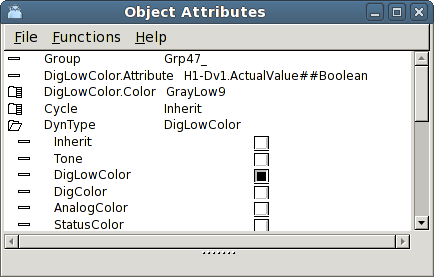 Object Attributes
File Functions Help
Group Grp47_
DigLowColor.Attribute H1-Dv1.ActualValue##Boolean
DigLowColor.Color GrayLow9
Cycle Inherit
DynType DigLowColor
Inherit
Tone
DigLowColor
DigColor
AnalogColor
StatusColor